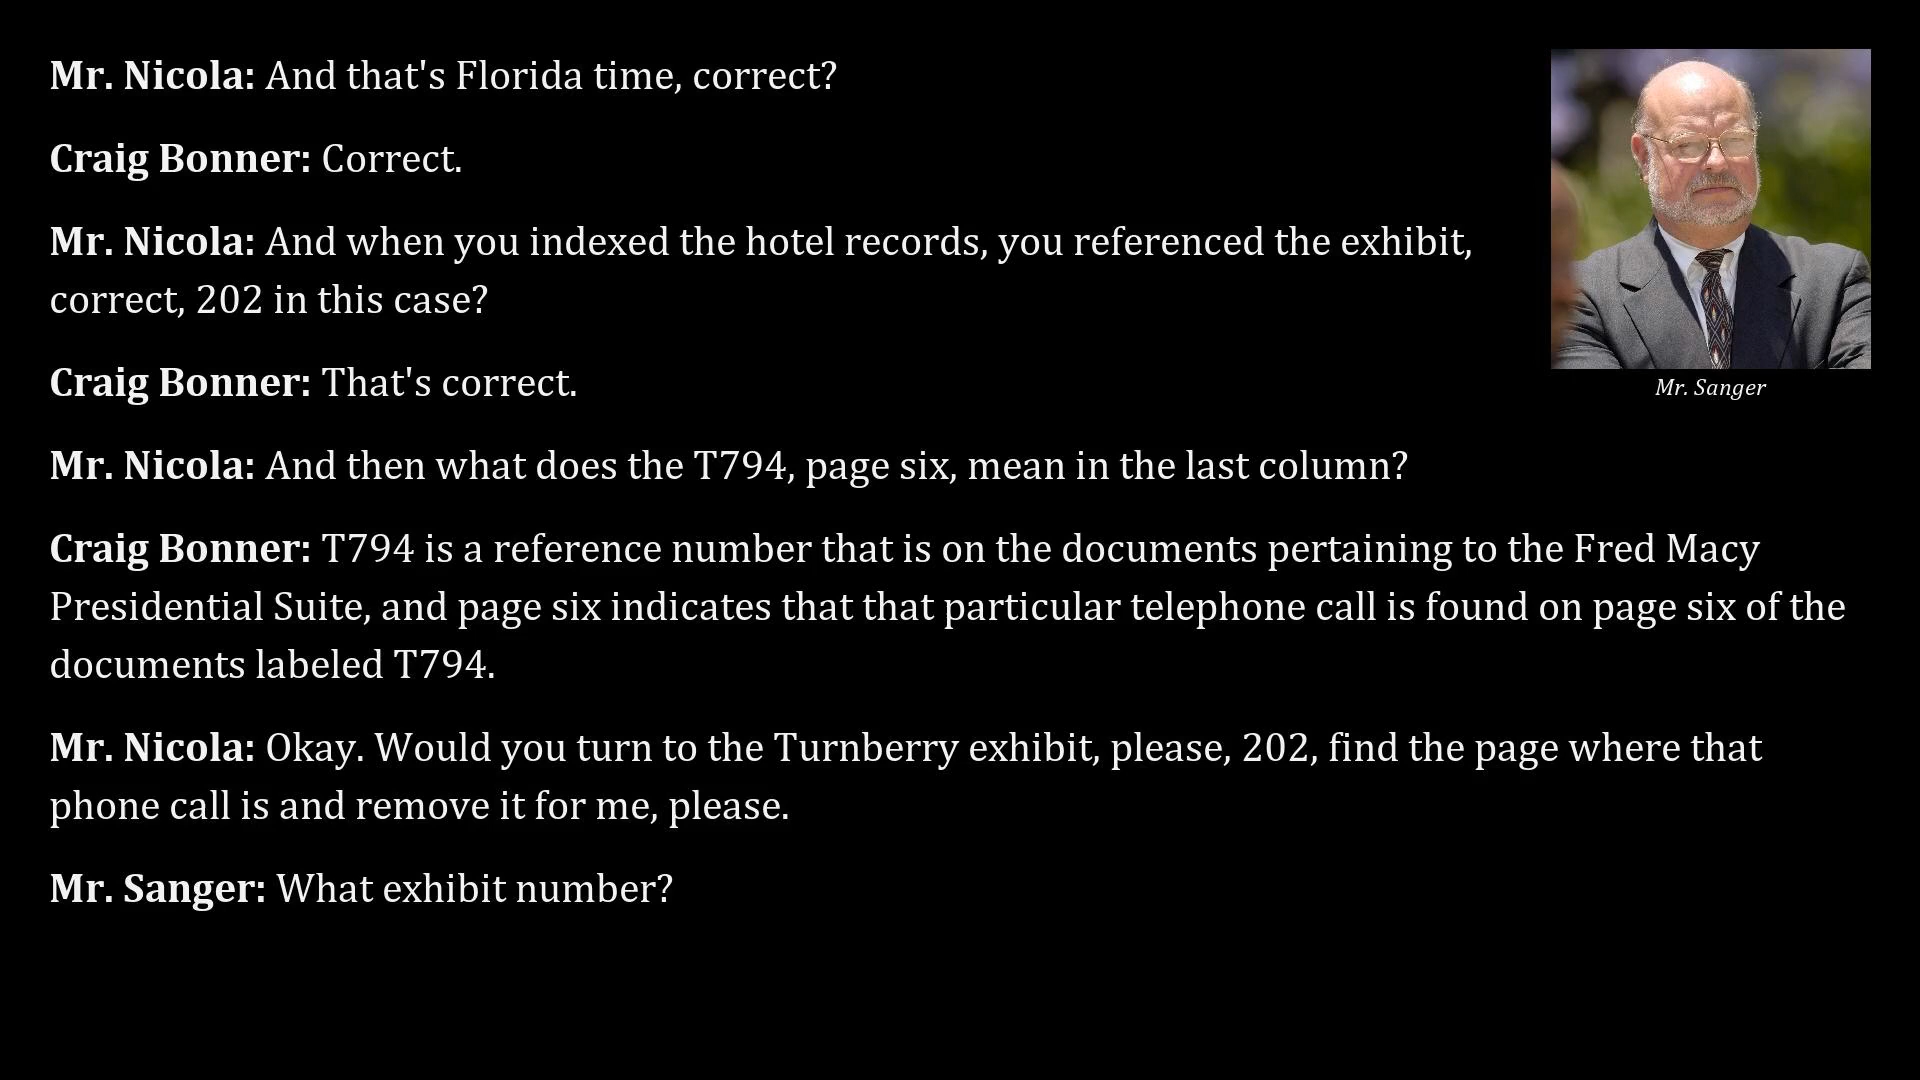 Mr. Nicola: And that's Florida time, correct?
Craig Bonner: Correct.
Mr. Nicola: And when you indexed the hotel records, you referenced the exhibit,
correct, 202 in this case?
Craig Bonner: That's correct.
Mr. Sanger
Mr. Nicola: And then what does the T794, page six, mean in the last column?
Craig Bonner: T794 is a reference number that is on the documents pertaining to the Fred Macy
Presidential Suite, and page six indicates that that particular telephone call is found on page six of the
documents labeled T794.
Mr. Nicola: Okay. Would you turn to the Turnberry exhibit, please, 202, find the page where that
phone call is and remove it for me, please.
Mr. Sanger: What exhibit number?